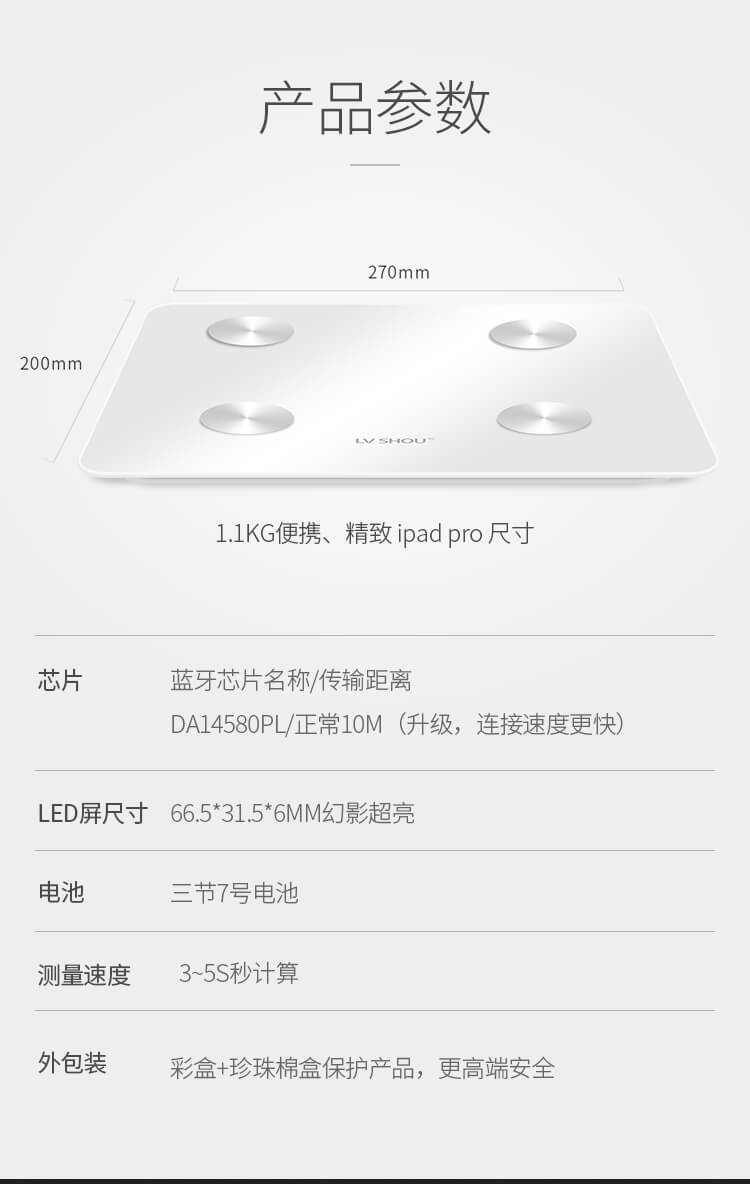 产品参数
270mm
200mm
LV SHOU
1.1KG便携、精致 ipad pro 尺寸
芯片
蓝牙芯片名称/传输距离
DA14580PL/正常10M（升级，连接速度更快）
LED屏尺寸 66.5*31.5*6MM幻影超亮
电池 三节7号电池
测量速度 3~5S秒计算
外包装 彩盒+珍珠棉盒保护产品，更高端安全